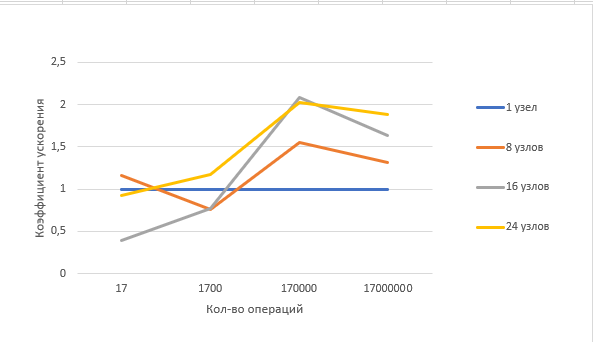 2,5
2
1,5
1
0,5
0
Коэффициент ускорения
17 1700 170000 17000000
Кол-во операций
1 узел
8 узлов
16 узлов
24 узлов